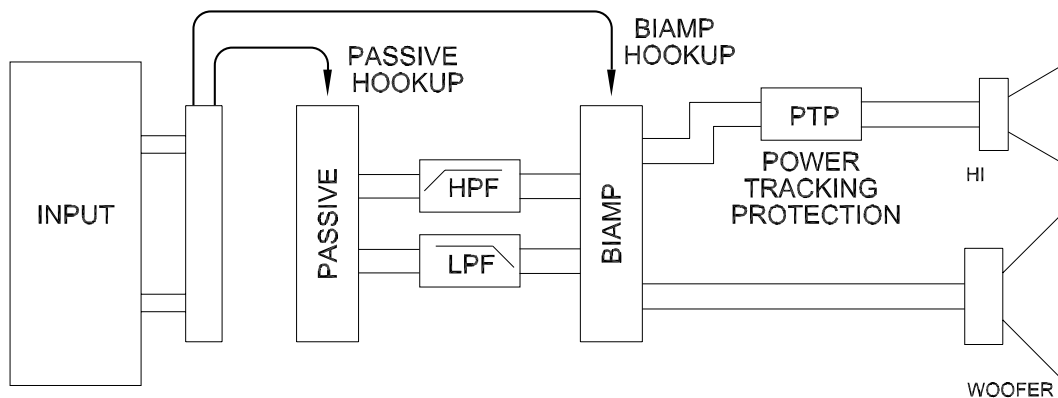 BIAMP
HOOKUP
PASSIVE
HOOKUP
INPUT
PASSIVE
HPF
LPF
BIAMP
PTP
POWER
TRACKING
PROTECTION
HI
WOOFER